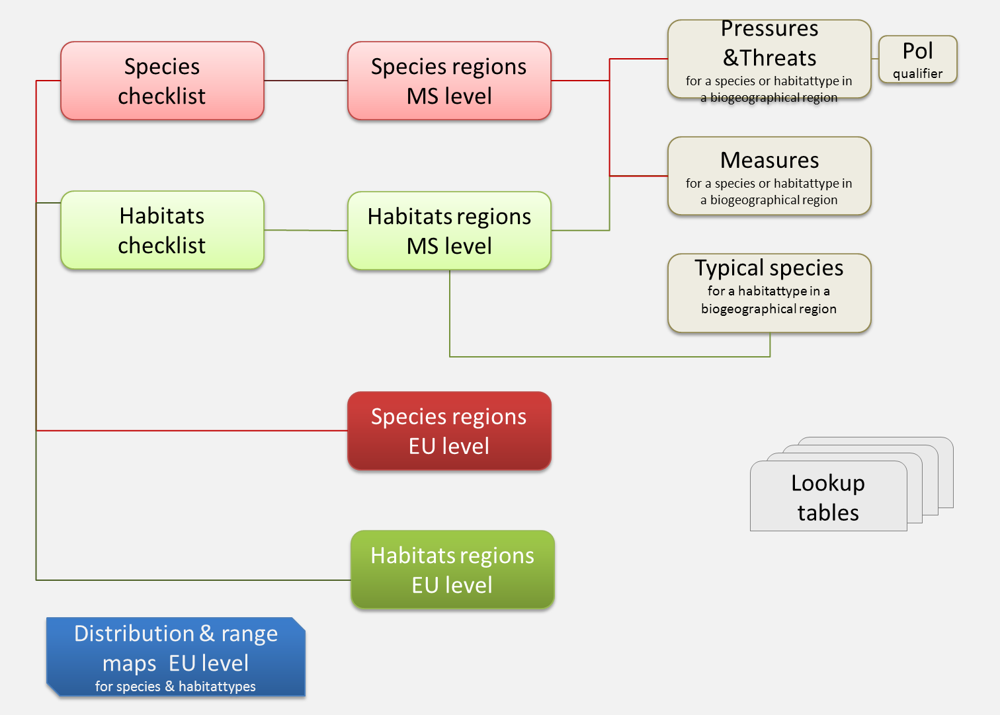 Species
checklist
Species regions
MS level
Pressures
&Threats
for a species or habitattype in
a biogeographical region
Pol
qualifier
Measures
for a species or habitattype in
a biogeographical region
Habitats
checklist
Habitats regions
MS level
Typical species
for a habitattype in a
biogeographical region
Species regions
EU level
Lookup
tables
Habitats regions
EU level
Distribution & range
maps  EU level
for species & habitattypes